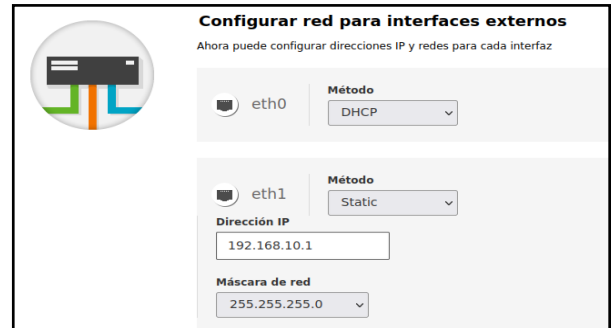 Configurar red para interfaces externos
Ahora puede configurar direcciones IP y redes para cada interfaz
eth0
Método
DHCP
eth1
Método
Static
Dirección IP
192.168.10.1
Máscara de red
255.255.255.0